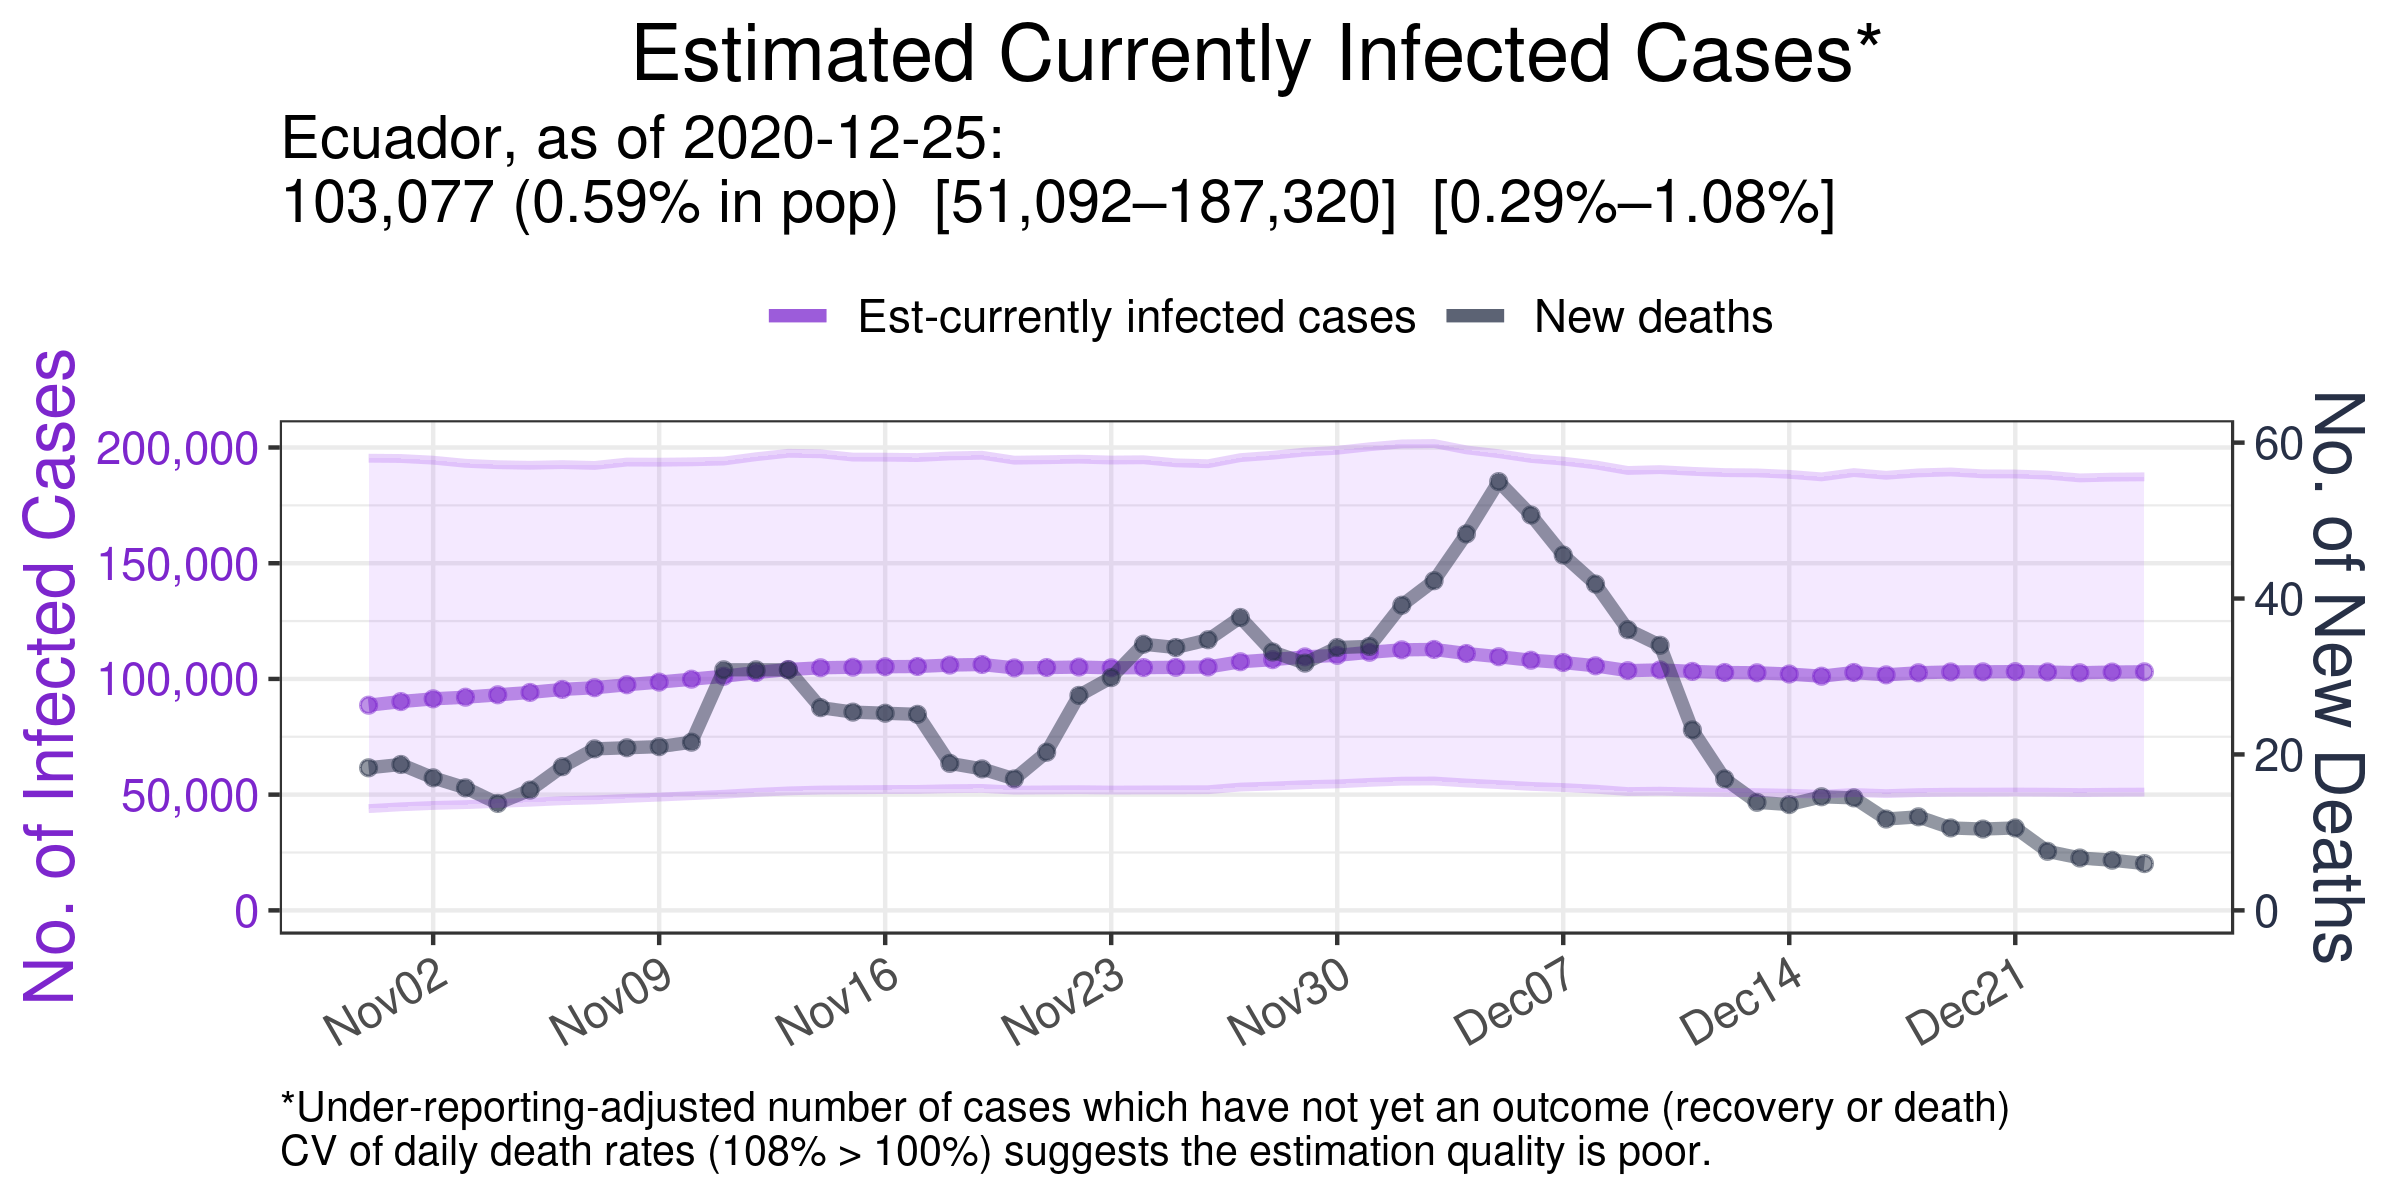 Estimated Currently Infected Cases*
Ecuador, as of 2020-12-25:
103,077 (0.59% in pop)  [51,092–187,320]  [0.29%–1.08%]
Est-currently infected cases
New deaths
No. of Infected Cases
200,000
150,000
100,000
50,000
0
60
40
20
0
No. of New Deaths
Nov02
Nov09
Nov16
Nov23
Nov30
Dec07
Dec14
Dec21
*Under-reporting-adjusted number of cases which have not yet an outcome (recovery or death)
CV of daily death rates (108% > 100%) suggests the estimation quality is poor.